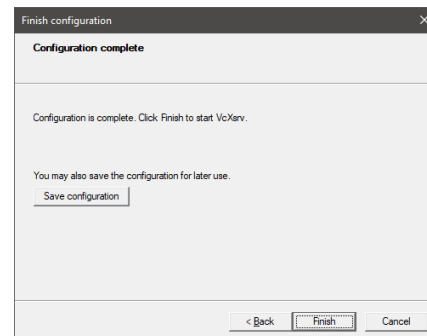 Finish configuration
Configuration complete
Configuration is complete. Click Finish to start VcXsrv.
You may also save the configuration for later use.
Save configuration
< Back Finish Cancel